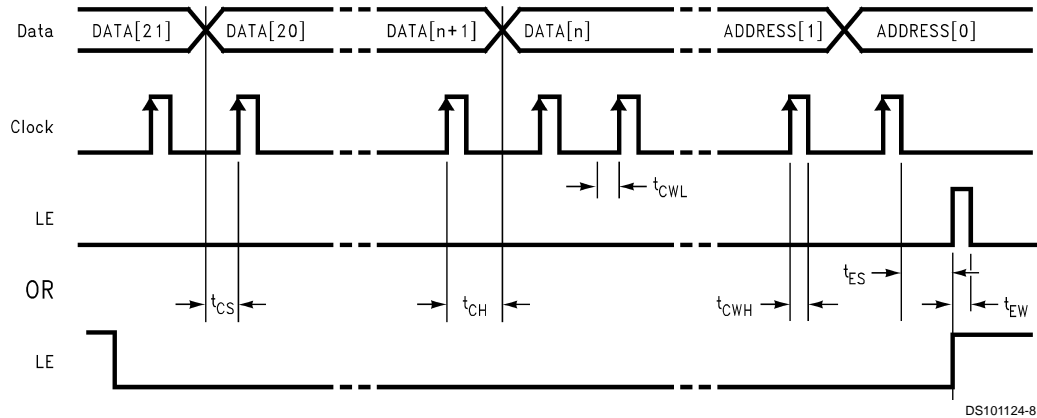 Data DATA[21] DATA[20] DATA[n+1] DATA[n] ADDRESS[1] ADDRESS[0]
Clock
tCWL
LE
tES
OR
tCS tCH tCWH tEW
LE
DS101124-8